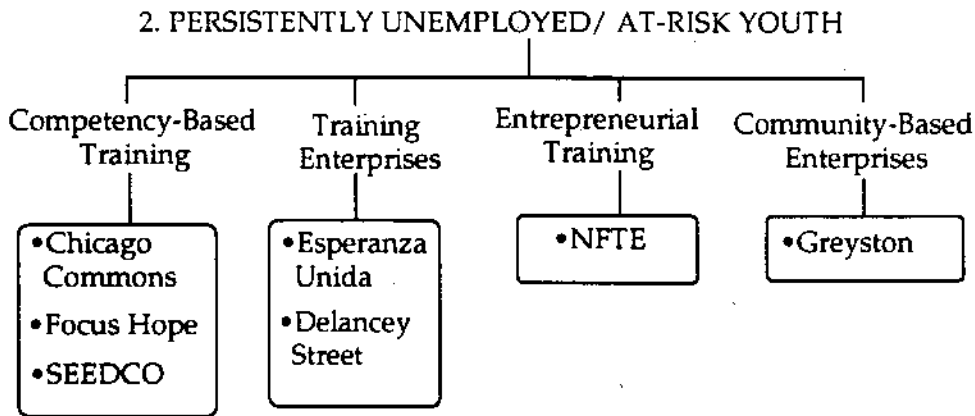 2. PERSISTENTLY UNEMPLOYED/ AT-RISK YOUTH
Competency-Based
Training
Training
Enterprises
Entrepreneurial
Training
Community-Based
Enterprises
•Chicago
Commons
•Focus Hope
•SEEDCO
•Esperanza
Unida
•Delancey
Street
•NFTE
•Greyston